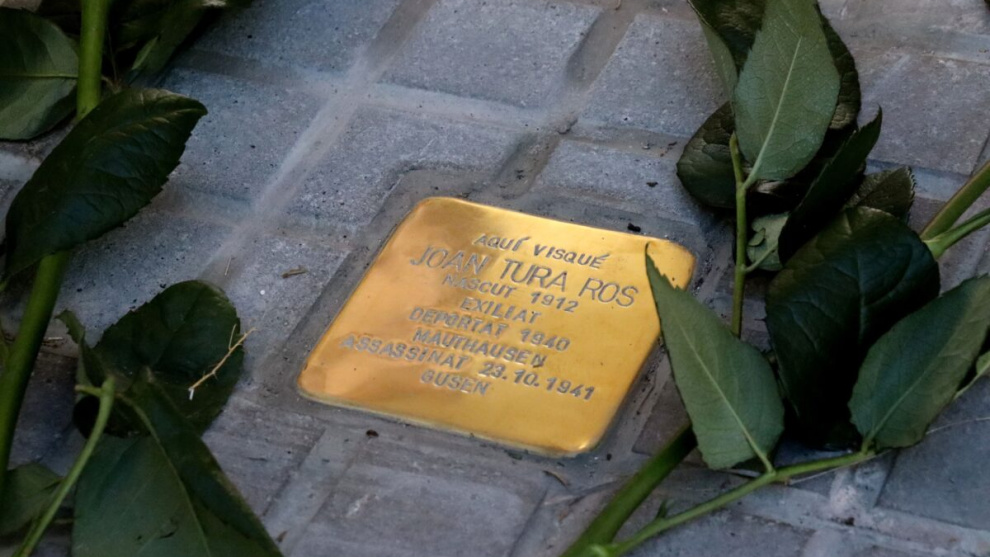 AQUÍ VISQUÉ
JOAN TURA ROS
NASCUT 1912
EXILIAT
DEPORTAT 1940
MAUTHAUSEN
ASSASSINAT 23.10.1941
GUSEN